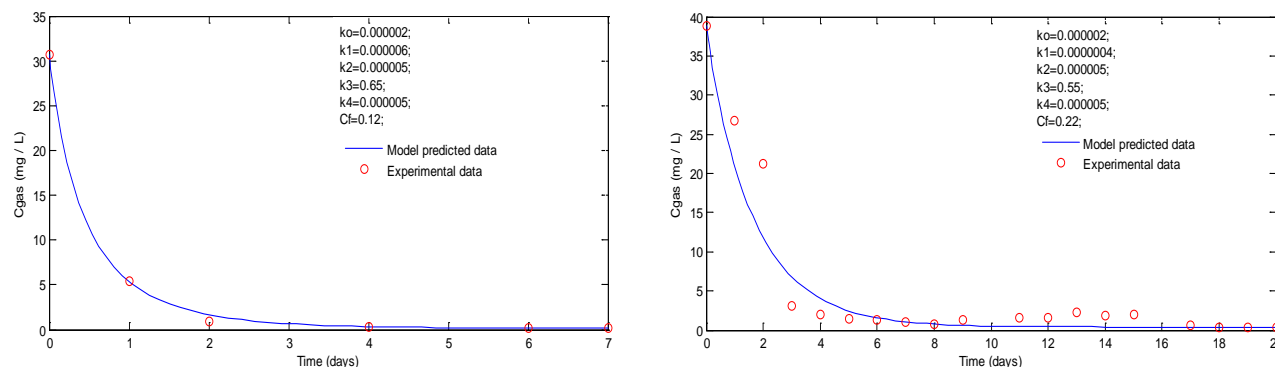 35
30
25
20
15
10
5
0
Cgas (mg / L)
ko=0.000002;
k1=0.000006;
k2=0.000005;
k3=0.65;
k4=0.000005;
Cf=0.12;
Model predicted data
Experimental data
0 1 2 3 4 5 6 7
Time (days)
40
35
30
25
20
15
10
5
0
Cgas (mg / L)
ko=0.000002;
k1=0.0000004;
k2=0.000005;
k3=0.55;
k4=0.000005;
Cf=0.22;
Model predicted data
Experimental data
0 2 4 6 8 10 12 14 16 18
Time (days)